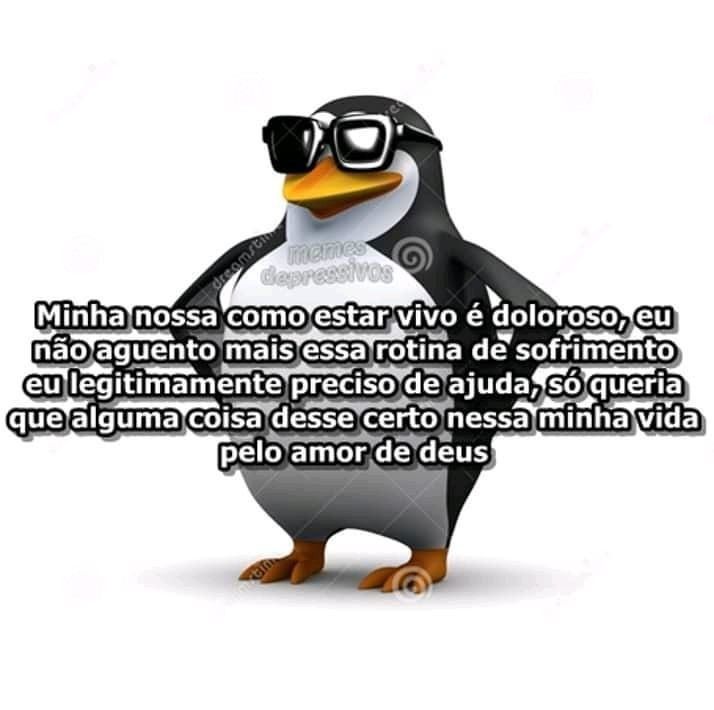 memes
depressivos
Minha nossa como estar vivo é doloroso, eu
não aguento mais essa rotina de sofrimento
eu legitimamente preciso de ajuda, só queria
que alguma coisa desse certo nessa minha vida
pelo amor de deus